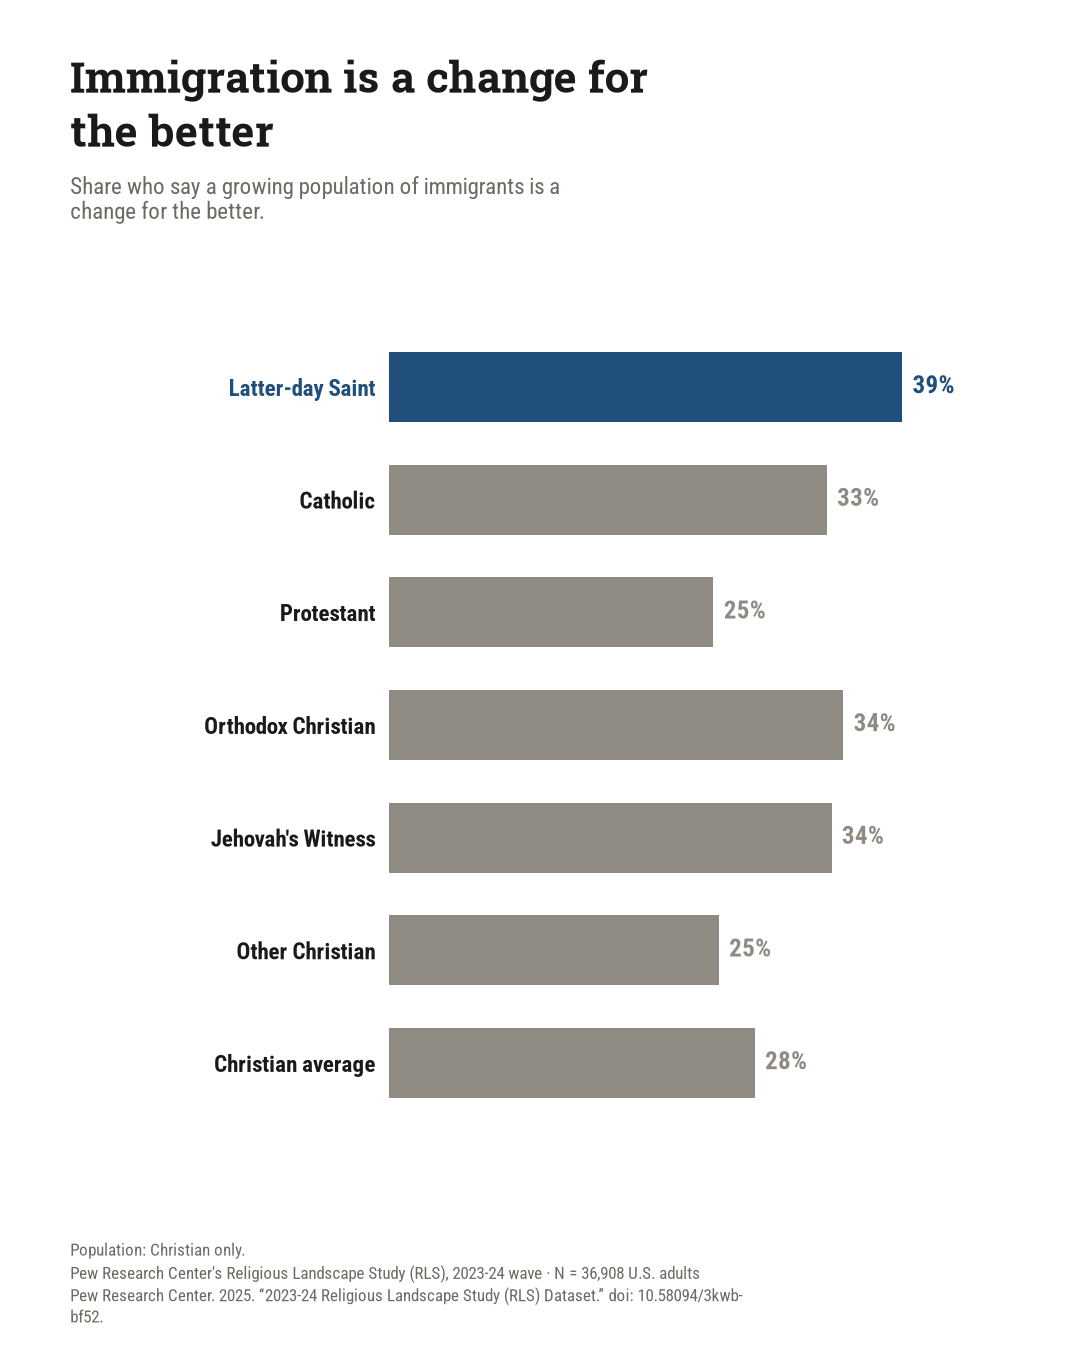 Immigration is a change for
the better
Share who say a growing population of immigrants is a
change for the better.
Latter-day Saint 39%
Catholic 33%
Protestant 25%
Orthodox Christian 34%
Jehovah's Witness 34%
Other Christian 25%
Christian average 28%
Population: Christian only.
Pew Research Center's Religious Landscape Study (RLS), 2023-24 wave · N = 36,908 U.S. adults
Pew Research Center. 2025. “2023-24 Religious Landscape Study (RLS) Dataset.” doi: 10.58094/3kwb-
bf52.